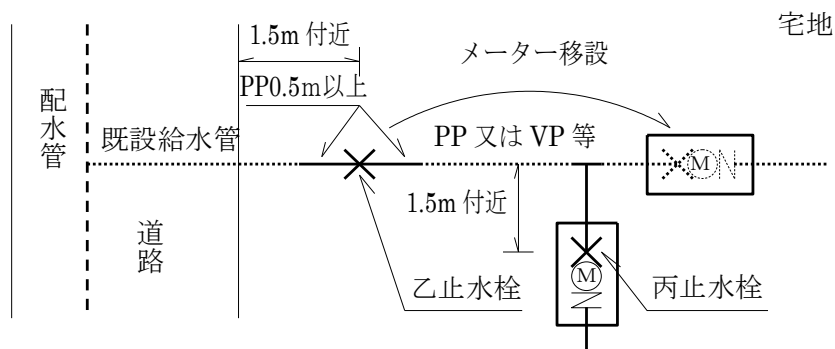 宅地
1.5m 付近
メーター移設
PP0.5m以上
配水管
既設給水管
PP 又は VP 等
M
1.5m 付近
道路
M
乙止水栓
丙止水栓